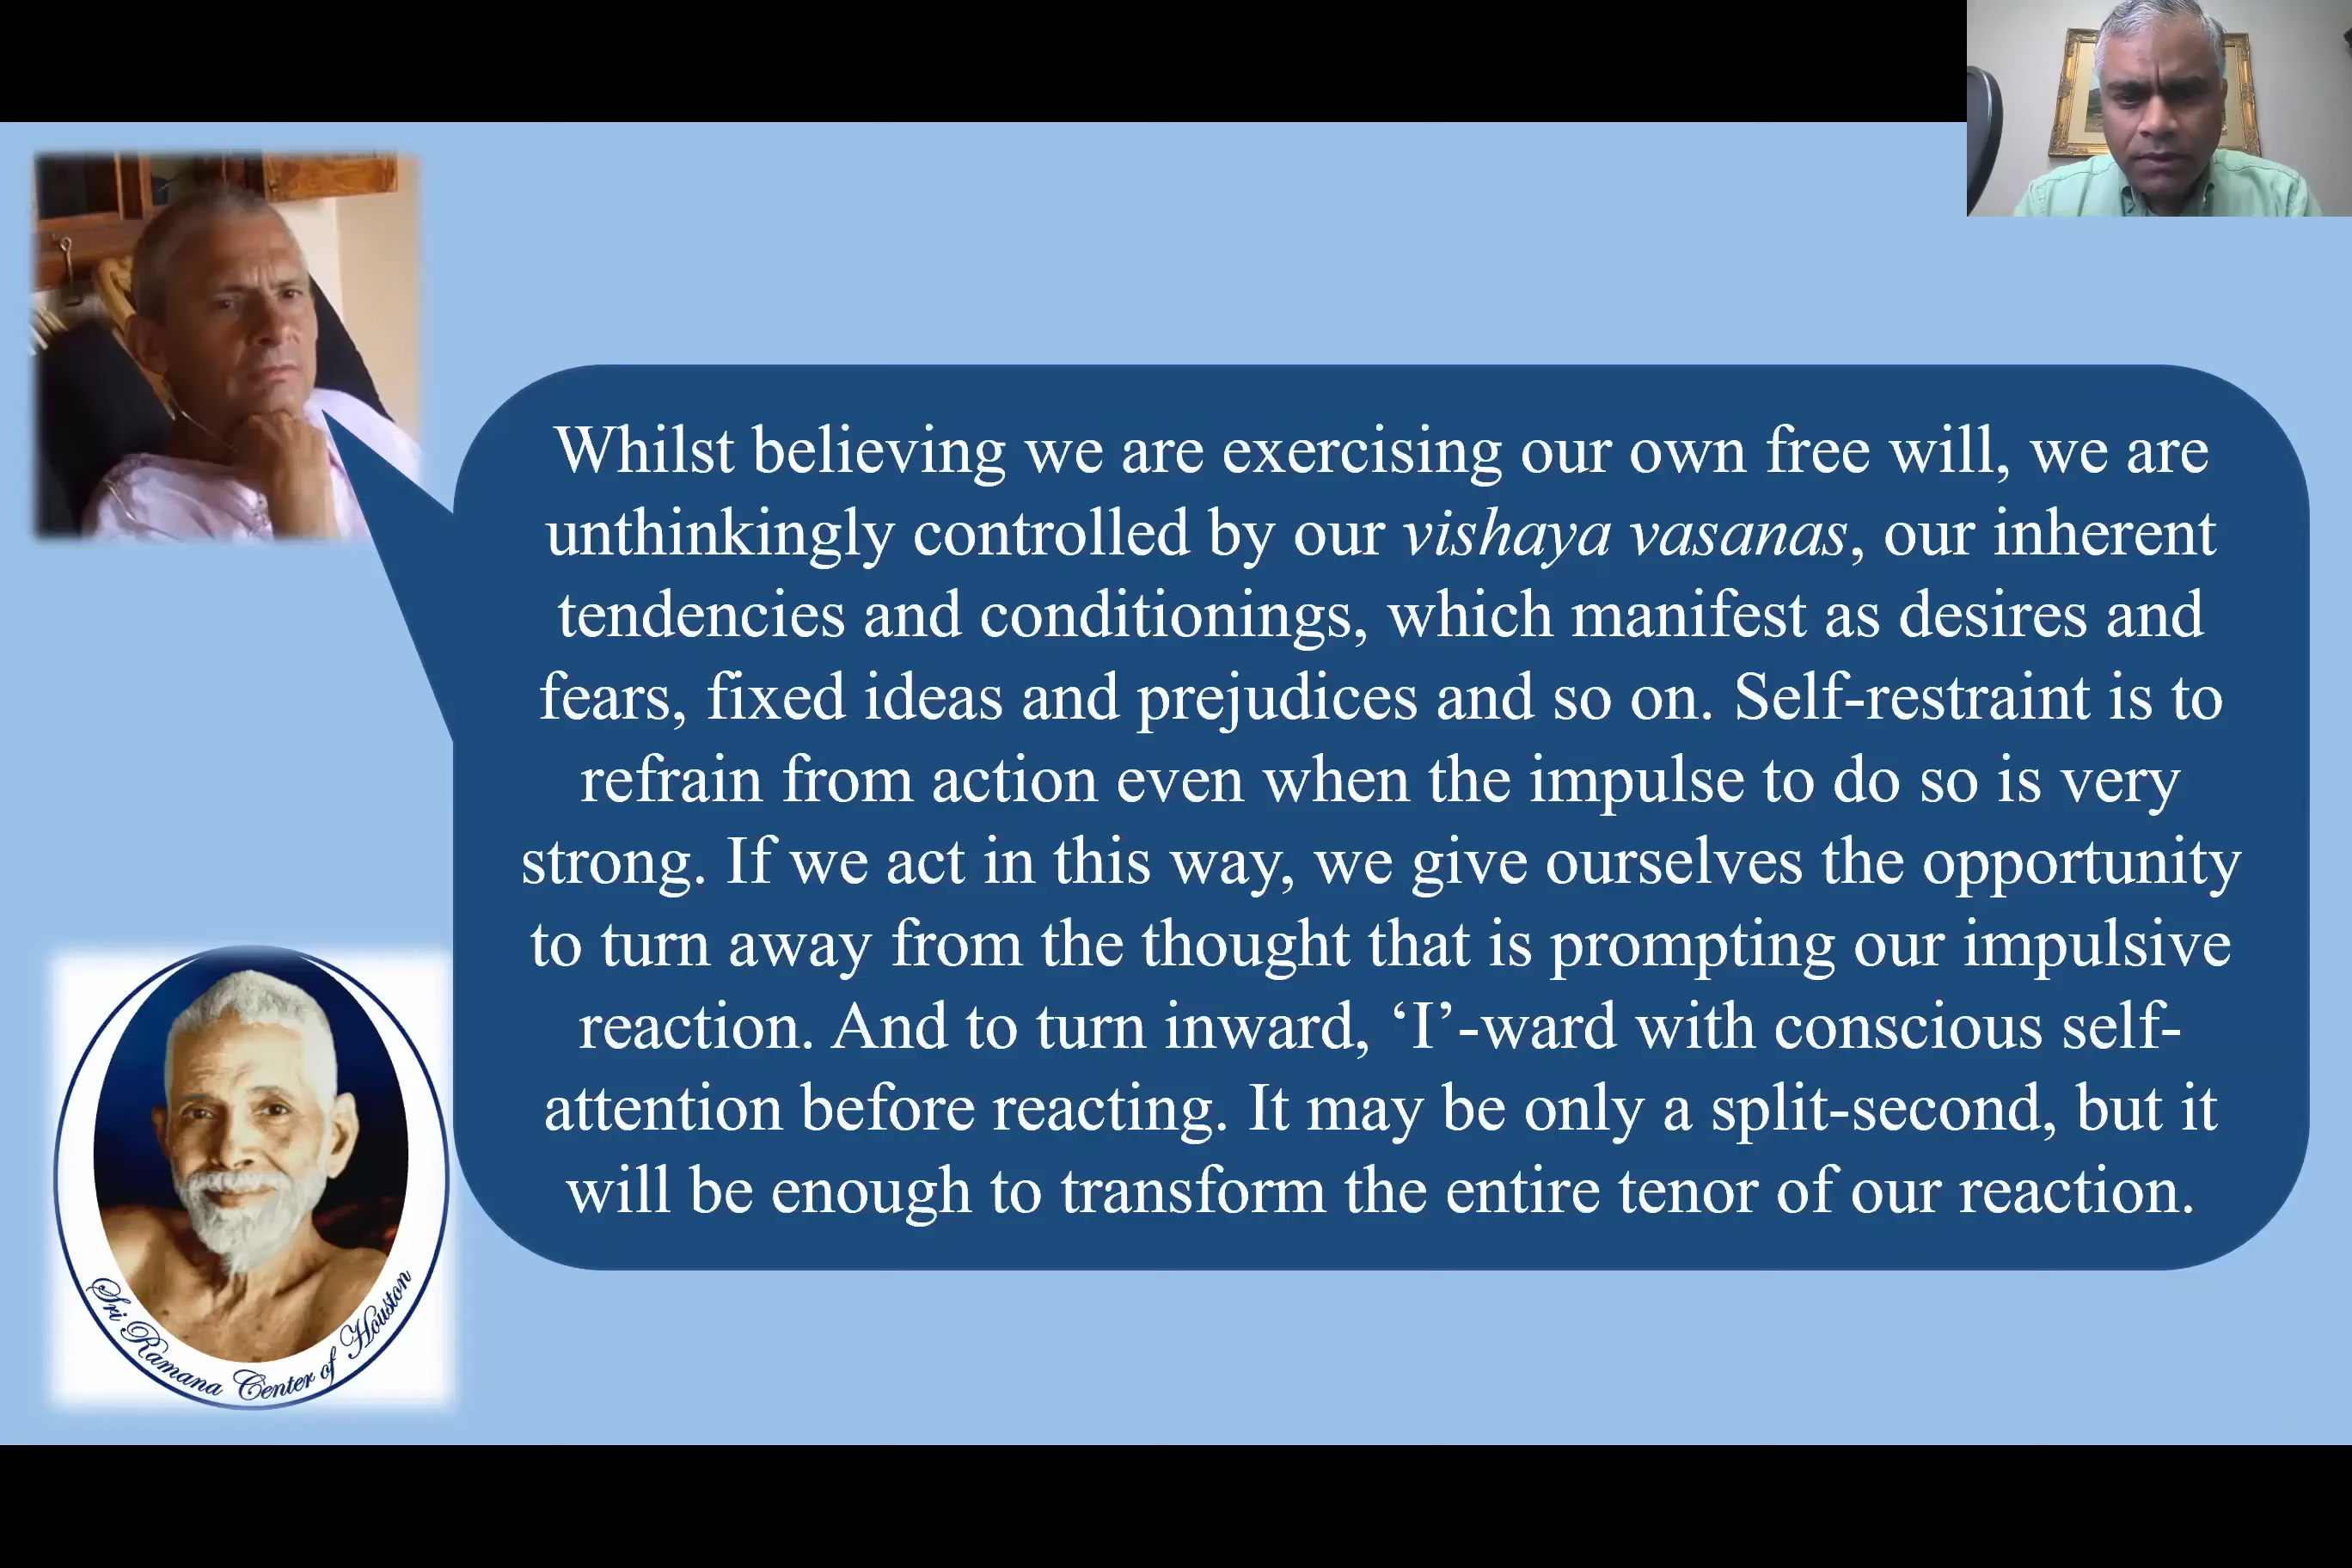 Whilst believing we are exercising our own free will, we are
unthinkingly controlled by our vishaya vasanas, our inherent
tendencies and conditionings, which manifest as desires and
fears, fixed ideas and prejudices and so on. Self-restraint is to
refrain from action even when the impulse to do so is very
strong. If we act in this way, we give ourselves the opportunity
to turn away from the thought that is prompting our impulsive
reaction. And to turn inward, ‘I’-ward with conscious self-
attention before reacting. It may be only a split-second, but it
will be enough to transform the entire tenor of our reaction.
Sri Ramana Center of Houston